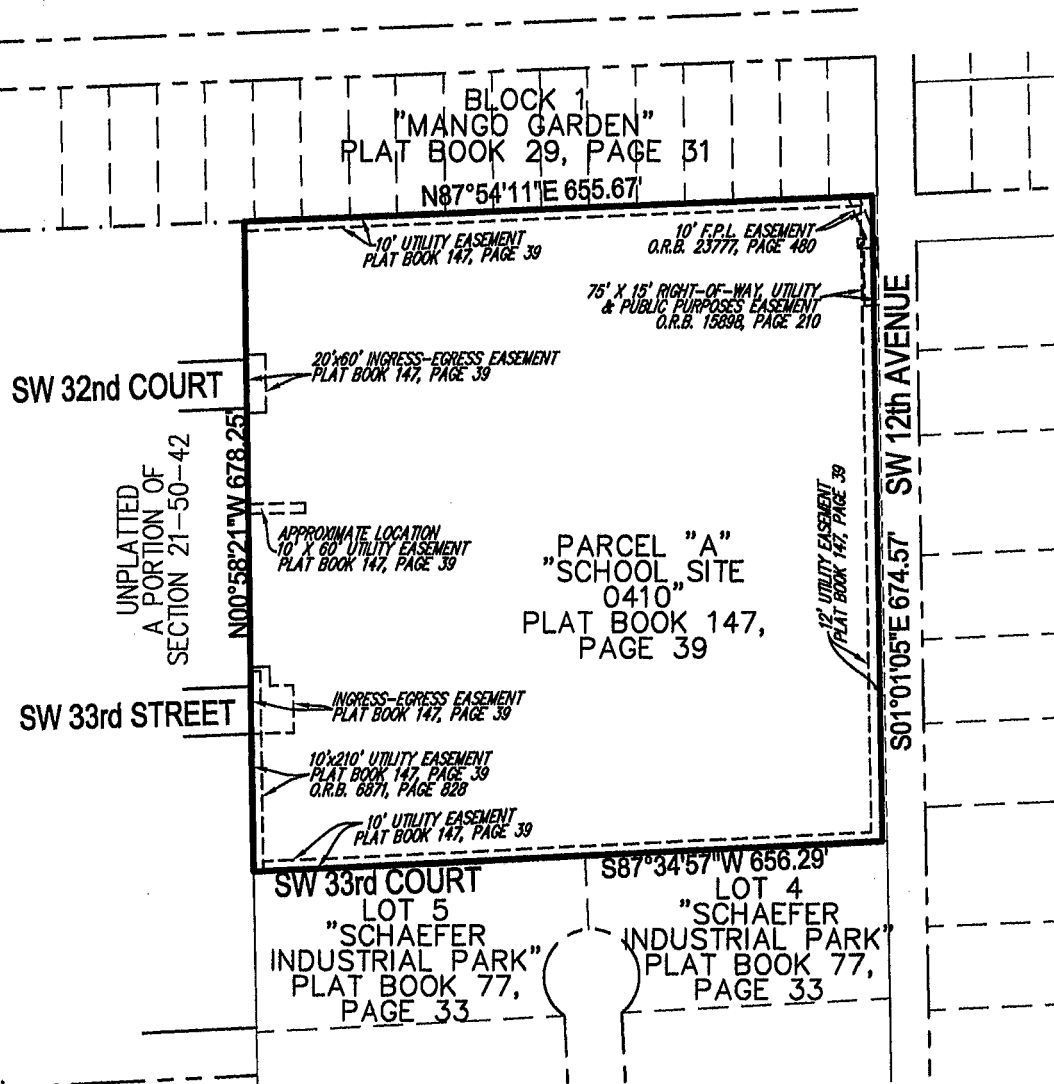 BLOCK 1
"MANGO GARDEN"
PLAT BOOK 29, PAGE 31
N87°54'11"E 655.67'
10' UTILITY EASEMENT
PLAT BOOK 147, PAGE 39
10' F.P.L. EASEMENT
O.R.B. 23777, PAGE 480
75' X 15' RIGHT-OF-WAY, UTILITY
& PUBLIC PURPOSES EASEMENT
O.R.B. 15898, PAGE 210
SW 12th AVENUE
20'x60' INGRESS-EGRESS EASEMENT
PLAT BOOK 147, PAGE 39
SW 32nd COURT
N00°58'21"W 678.25'
UNPLATTED
A PORTION OF
SECTION 21-50-42
APPROXIMATE LOCATION
10' X 60' UTILITY EASEMENT
PLAT BOOK 147, PAGE 39
PARCEL "A"
"SCHOOL SITE
0410"
PLAT BOOK 147,
PAGE 39
12' UTILITY EASEMENT
PLAT BOOK 147, PAGE 39
S01°01'05"E 674.57'
SW 33rd STREET
INGRESS-EGRESS EASEMENT
PLAT BOOK 147, PAGE 39
10'x210' UTILITY EASEMENT
PLAT BOOK 147, PAGE 39
O.R.B. 6871, PAGE 828
10' UTILITY EASEMENT
PLAT BOOK 147, PAGE 39
S87°34'57"W 656.29'
SW 33rd COURT
LOT 5
"SCHAEFER
INDUSTRIAL PARK"
PLAT BOOK 77,
PAGE 33
LOT 4
"SCHAEFER
INDUSTRIAL PARK"
PLAT BOOK 77,
PAGE 33